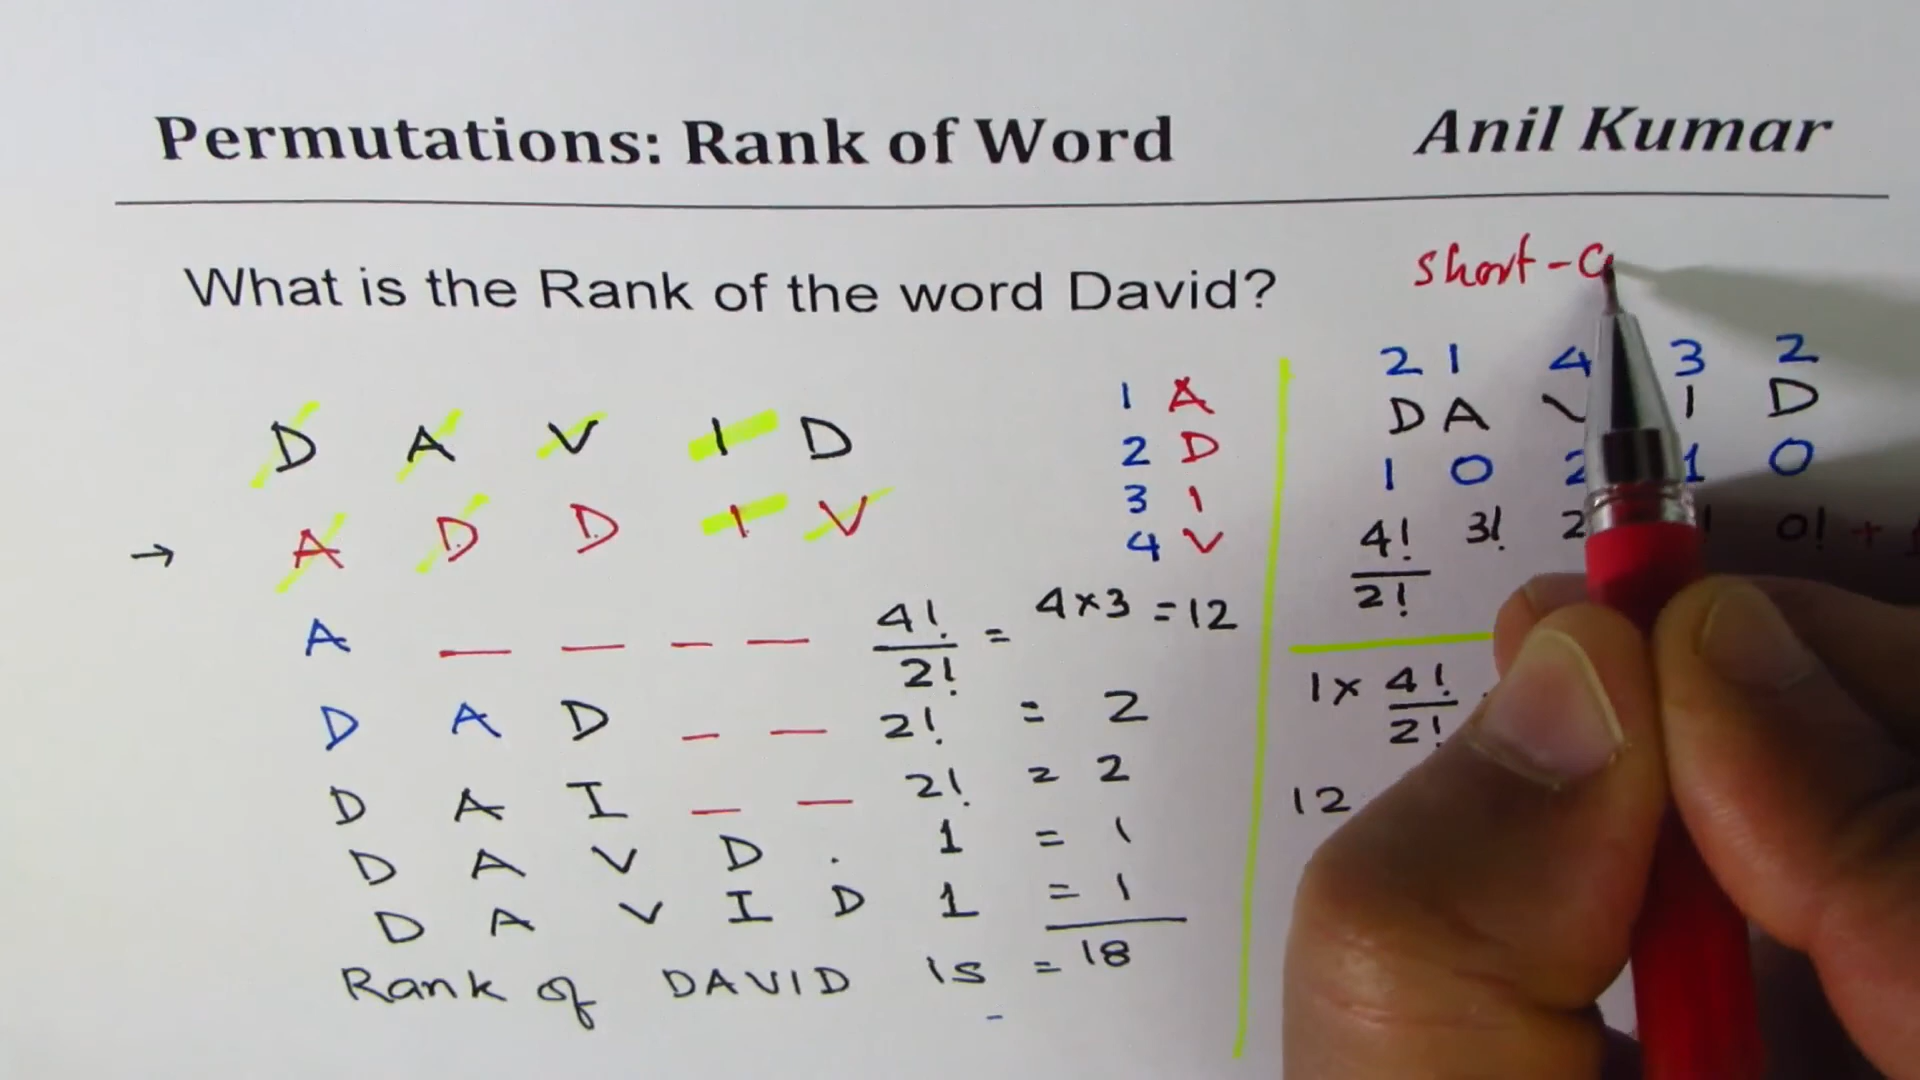 Permutations: Rank of Word
Anil Kumar
What is the Rank of the word David?
D A V I D
→ A D D I V
A _ _ _ _ 4!/2! = 4×3 = 12
D A D _ _ 2! = 2
D A I _ _ 2! = 2
D A V D . 1 = 1
D A V I D 1 = 1
Rank of DAVID is = 18
1 A
2 D
3 I
4 V
short-c
2 1 4 3 2
D A V I D
1 0 2 1 0
4!/2! 3! 2 ! 0! +
1× 4!/2!
12